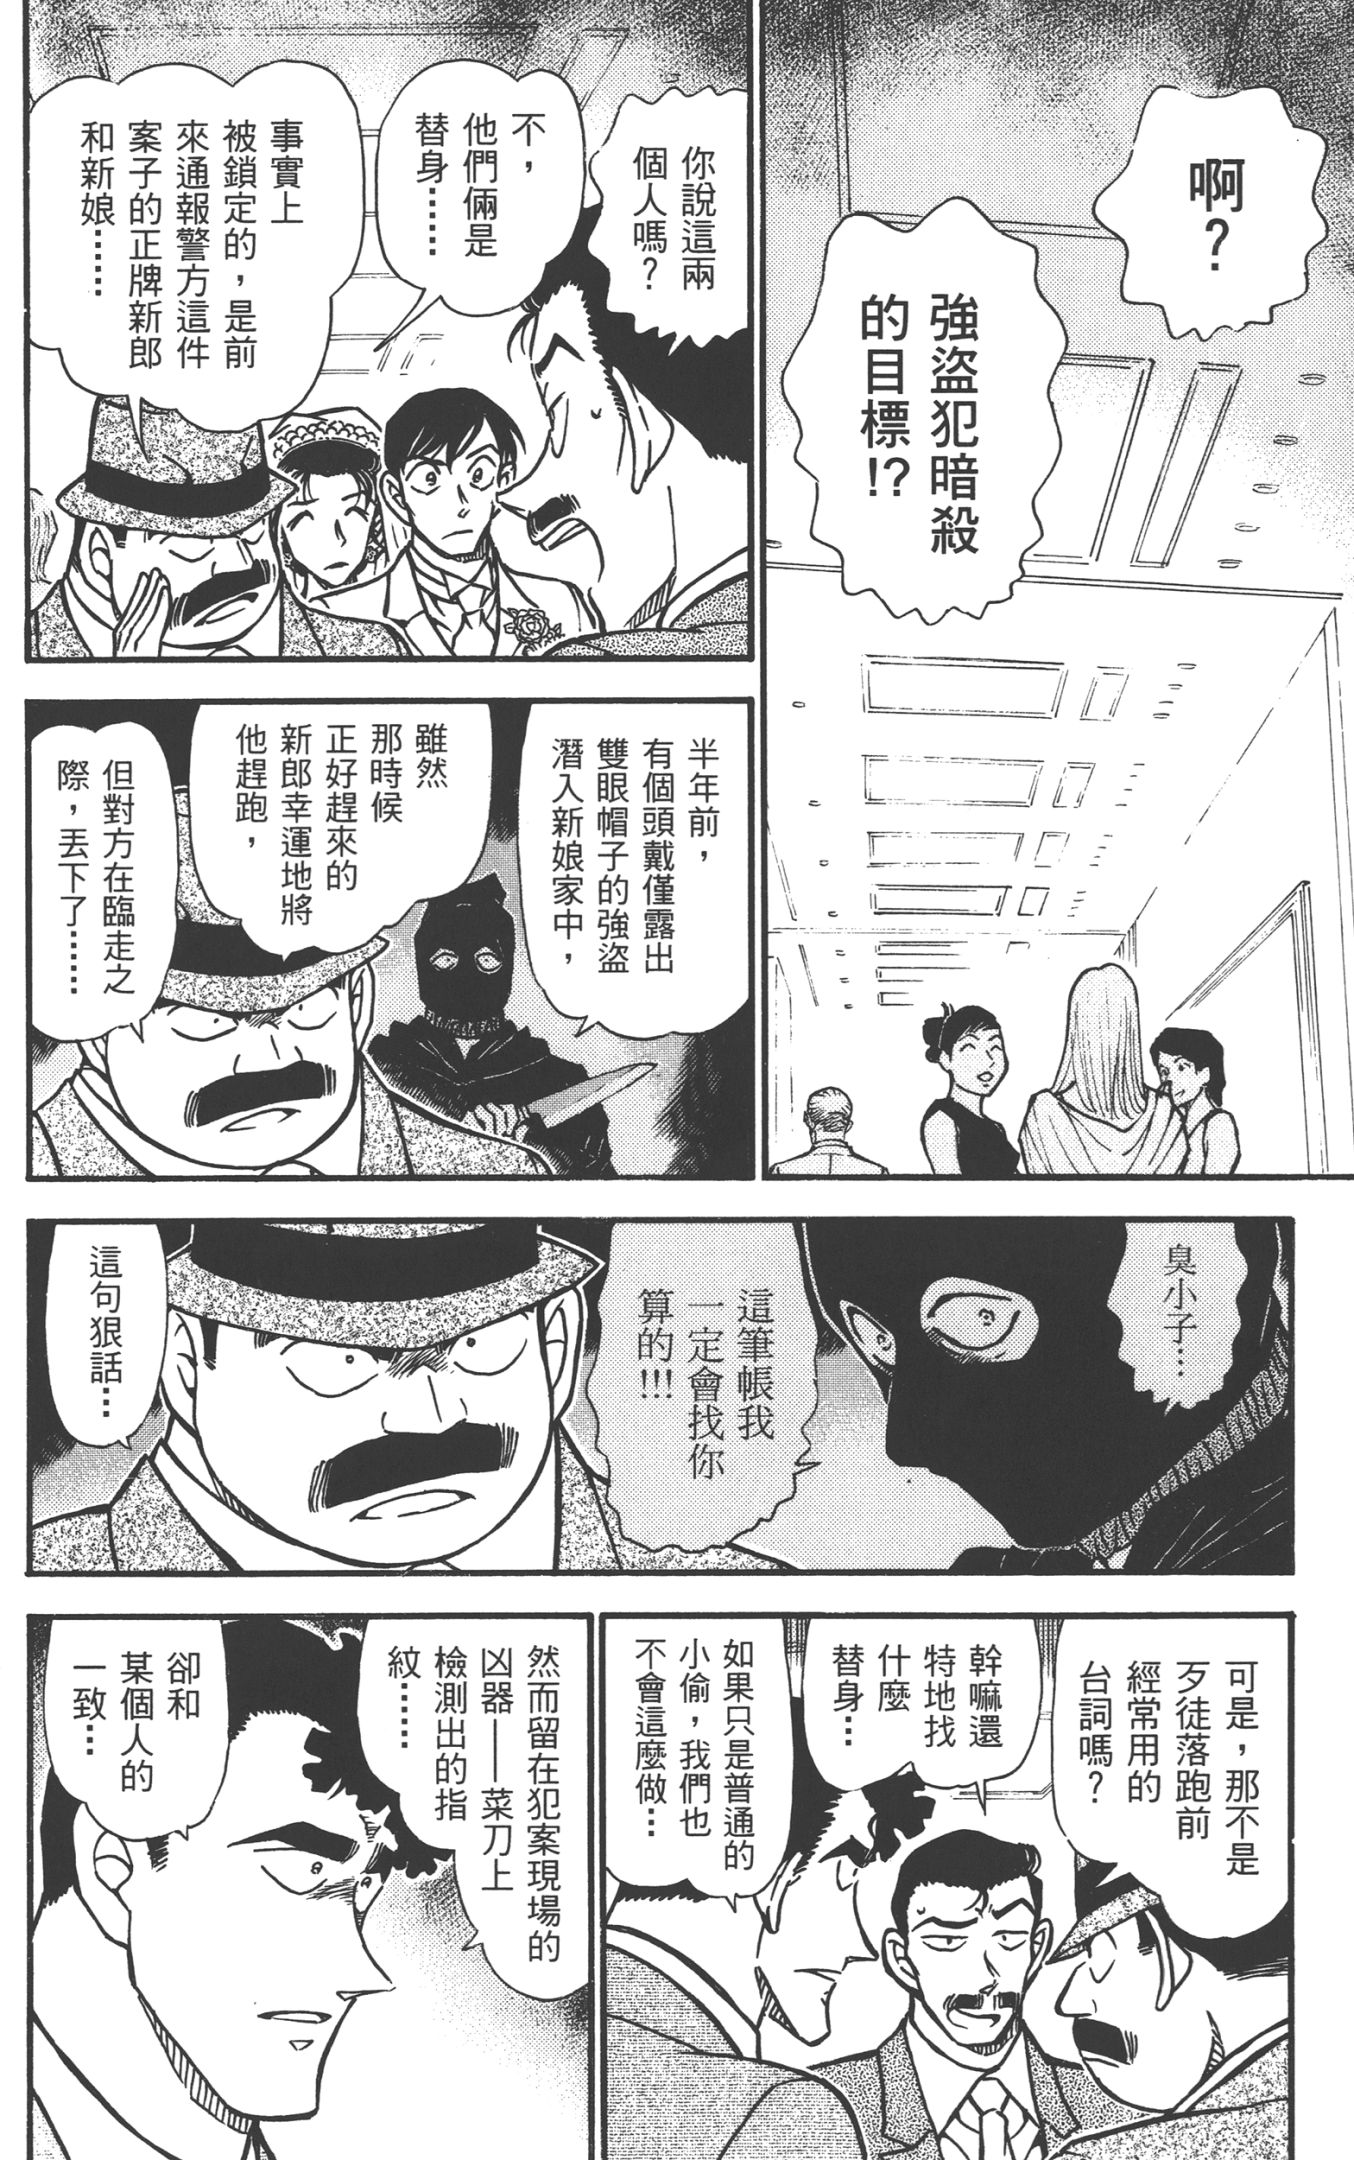 啊？
強盜犯暗殺
的目標!?
你說這兩
個人嗎？
不，
他們倆是
替身……
事實上
被鎖定的，是前
來通報警方這件
案子的正牌新郎
和新娘……
半年前，
有個頭戴僅露出
雙眼帽子的強盜
潛入新娘家中，
雖然
那時候
正好趕來的
新郎幸運地將
他趕跑，
但對方在臨走之
際，丟下了……
臭小子…
這筆帳我
一定會找你
算的!!!
這句狠話…
可是，那不是
歹徒落跑前
經常用的
台詞嗎？
幹嘛還
特地找
什麼
替身…
如果只是普通的
小偷，我們也
不會這麼做…
然而留在犯案現場的
凶器——菜刀上
檢測出的指
紋……
卻和
某個人的
一致…